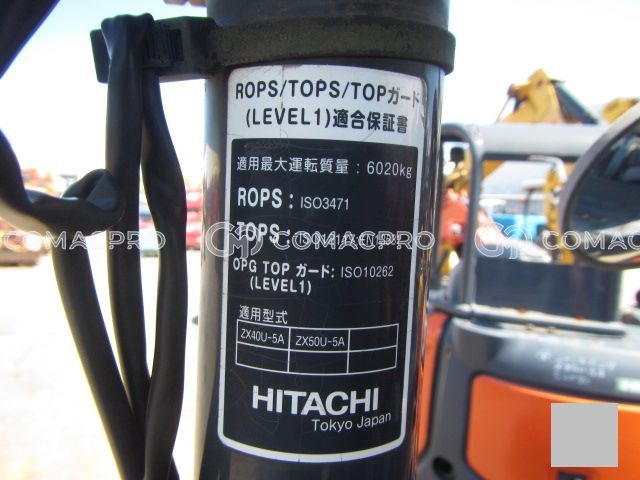 ROPS/TOPS/TOPガード
(LEVEL1)適合保証書
適用最大運転質量 : 6020kg
ROPS : ISO3471
TOPS :
OPG TOP ガード : ISO10262
(LEVEL1)
適用型式
ZX40U-5A ZX50U-5A
HITACHI
Tokyo Japan
COMACPRO COMACPRO COMACPRO